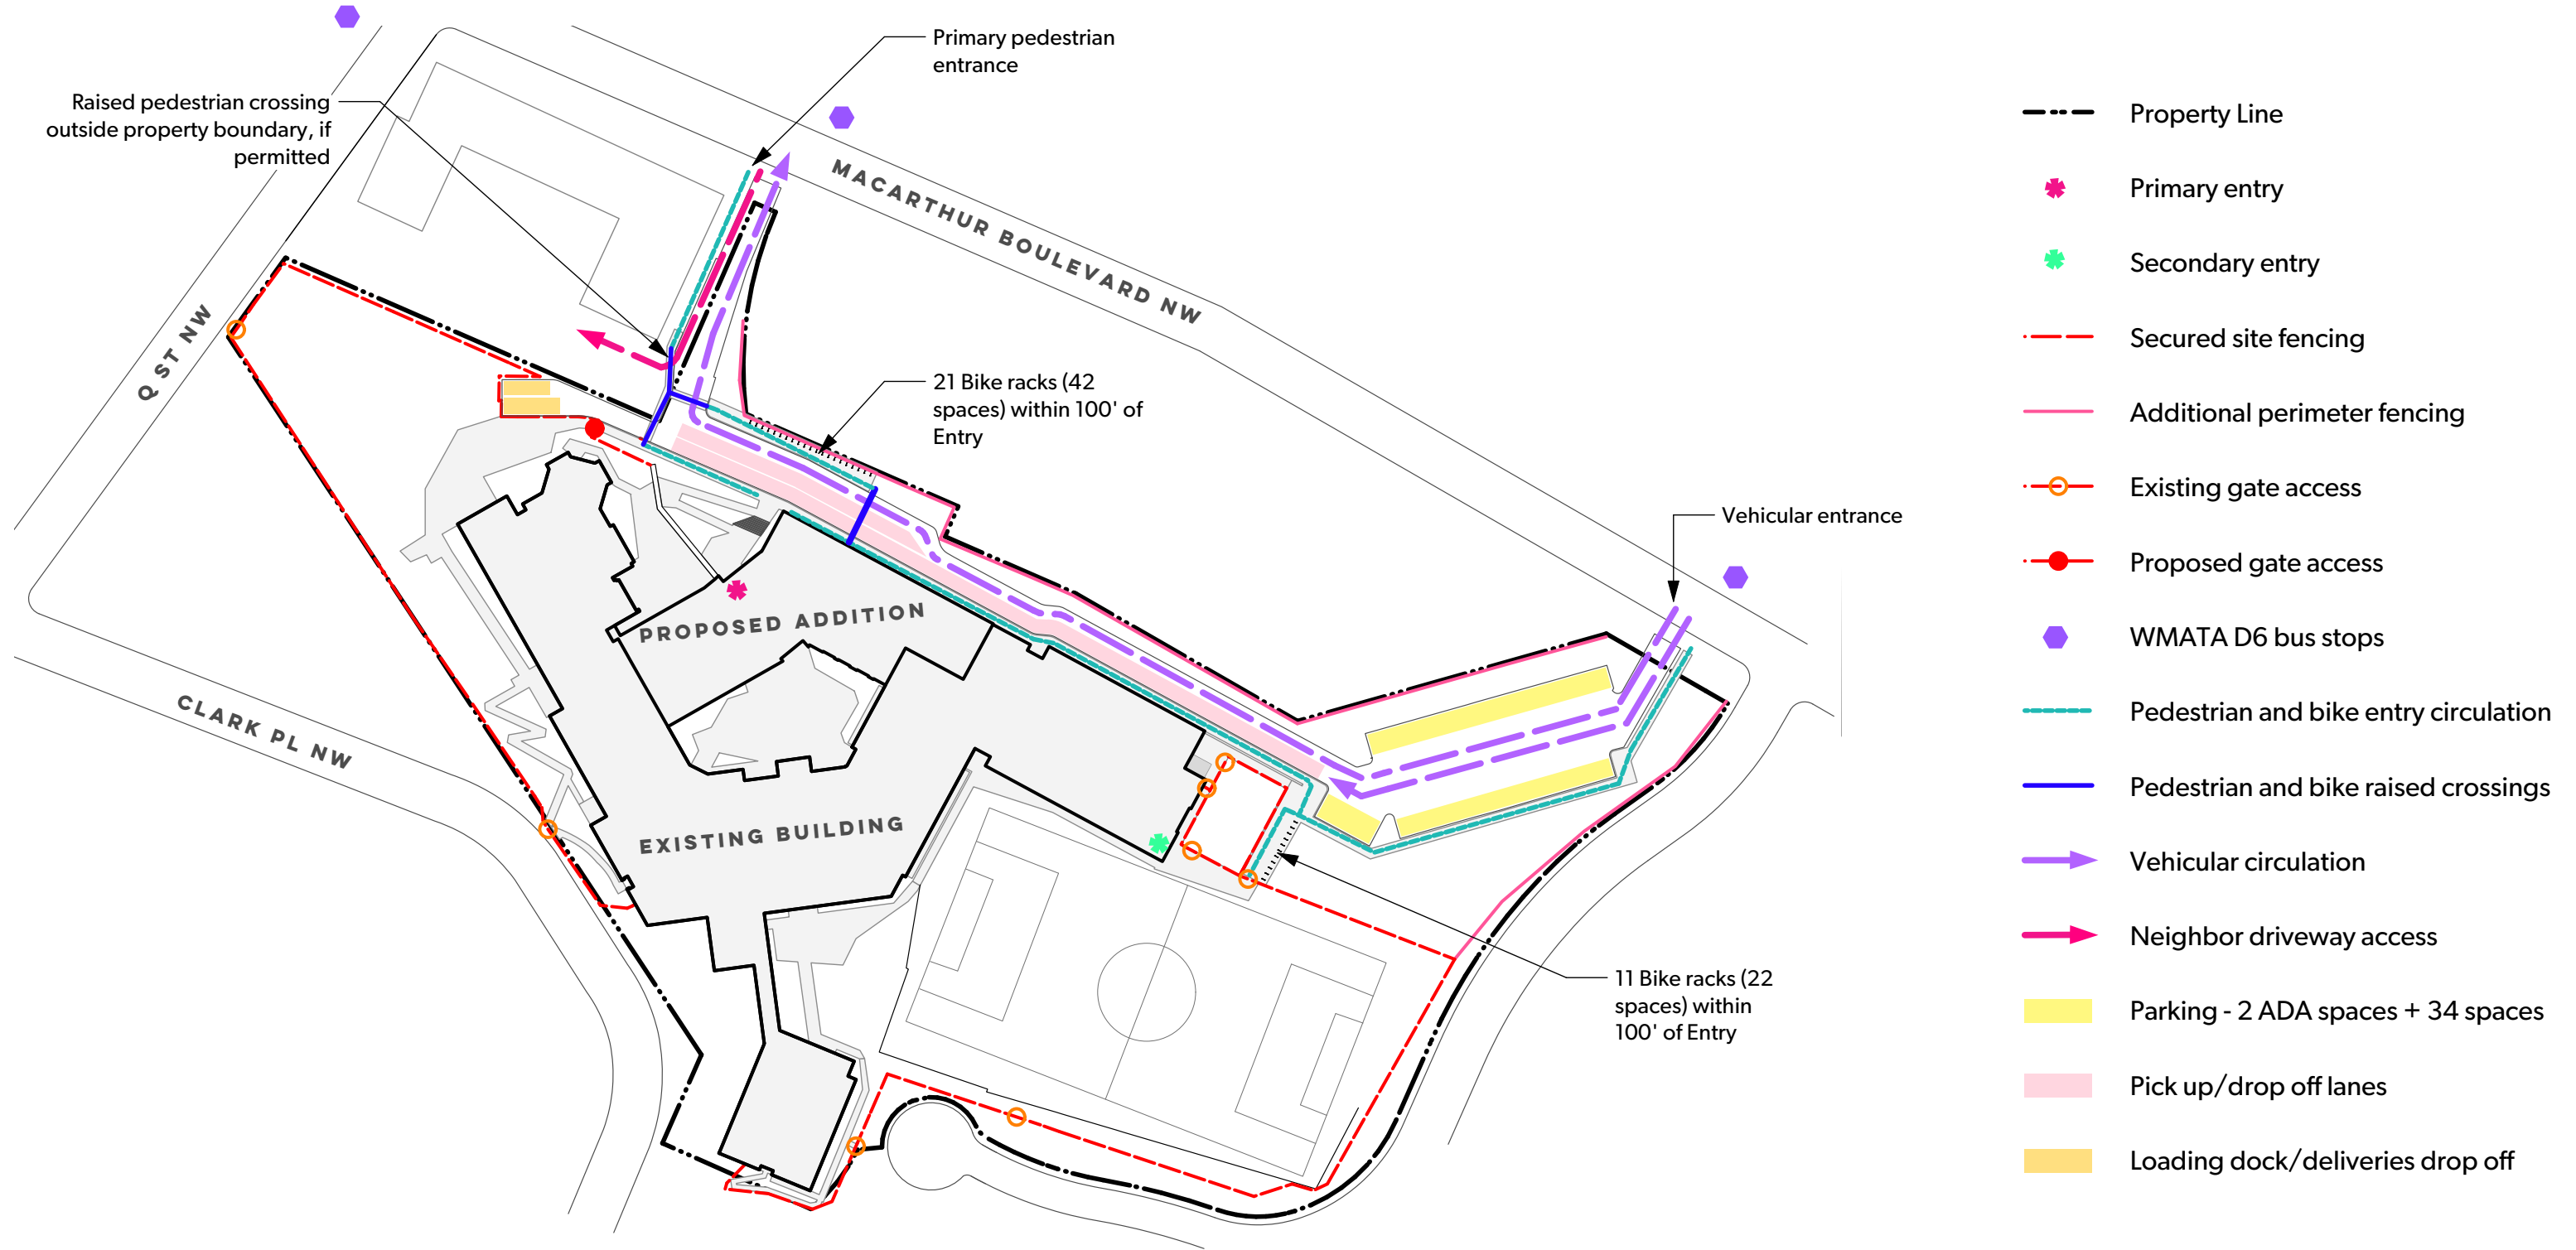 Primary pedestrian
entrance
Raised pedestrian crossing
outside property boundary, if
permitted
MACARTHUR BOULEVARD NW
Q ST NW
21 Bike racks (42
spaces) within 100' of
Entry
Vehicular entrance
PROPOSED ADDITION
CLARK PL NW
EXISTING BUILDING
11 Bike racks (22
spaces) within
100' of Entry
Property Line
Primary entry
Secondary entry
Secured site fencing
Additional perimeter fencing
Existing gate access
Proposed gate access
WMATA D6 bus stops
Pedestrian and bike entry circulation
Pedestrian and bike raised crossings
Vehicular circulation
Neighbor driveway access
Parking - 2 ADA spaces + 34 spaces
Pick up/drop off lanes
Loading dock/deliveries drop off